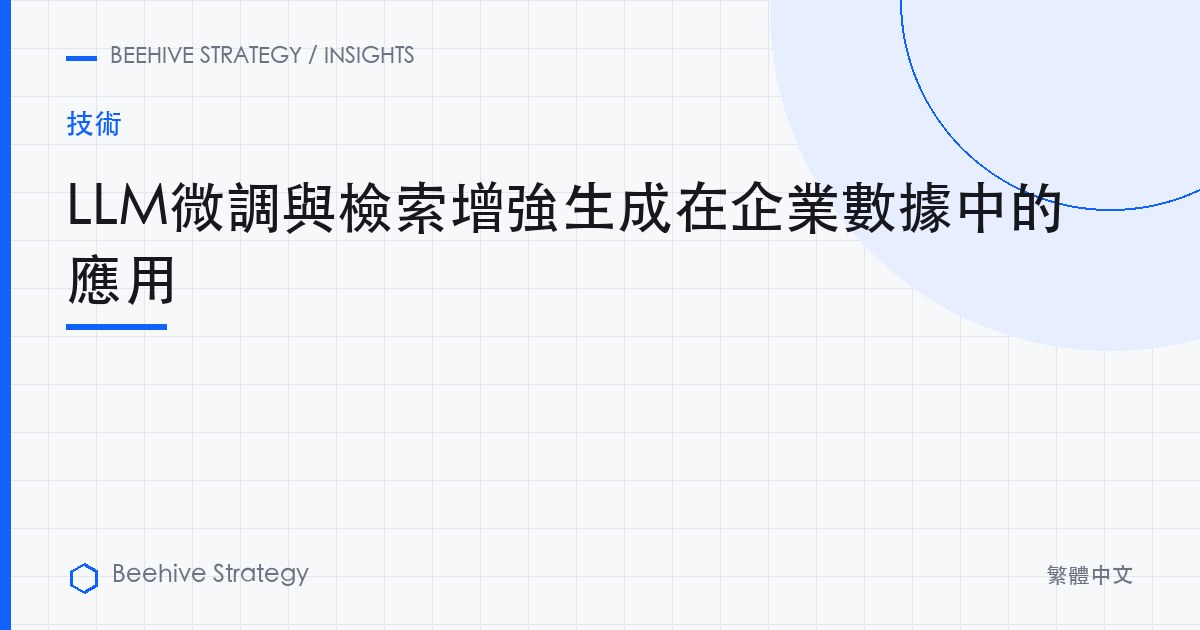 BEEHIVE STRATEGY / INSIGHTS
技術
LLM微調與檢索增強生成在企業數據中的
應用
Beehive Strategy
繁體中文